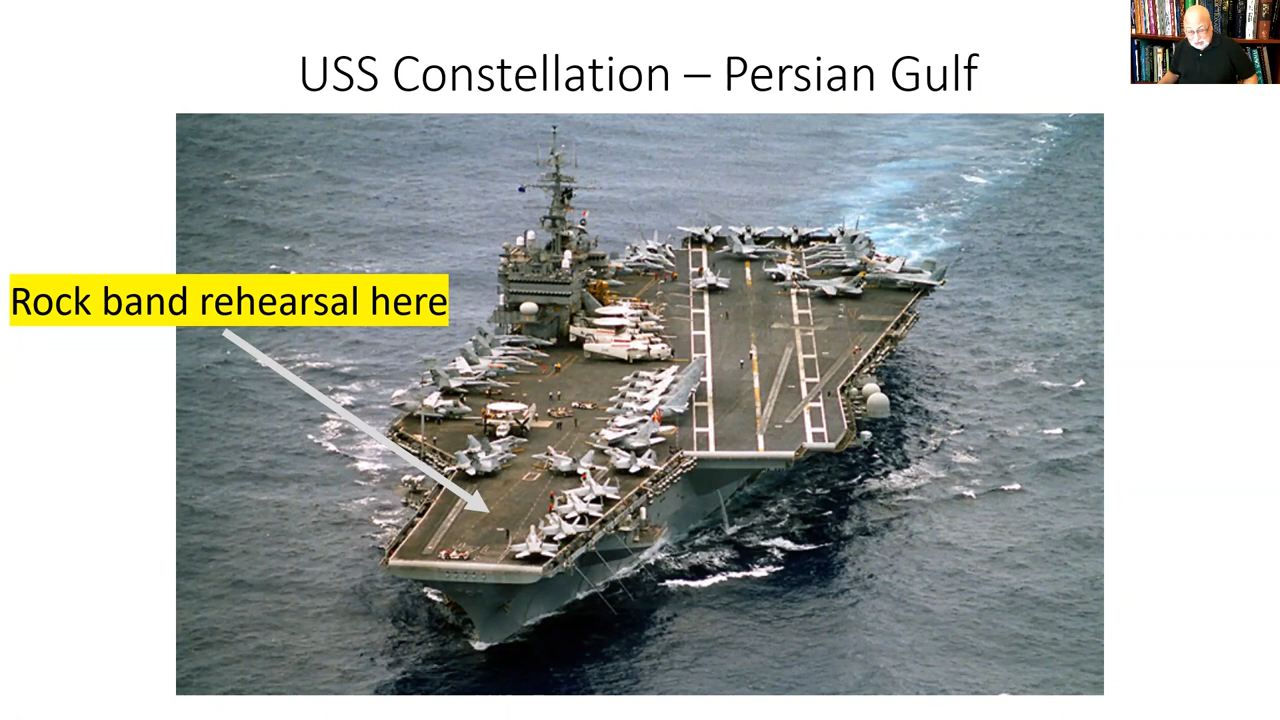 USS Constellation – Persian Gulf
Rock band rehearsal here